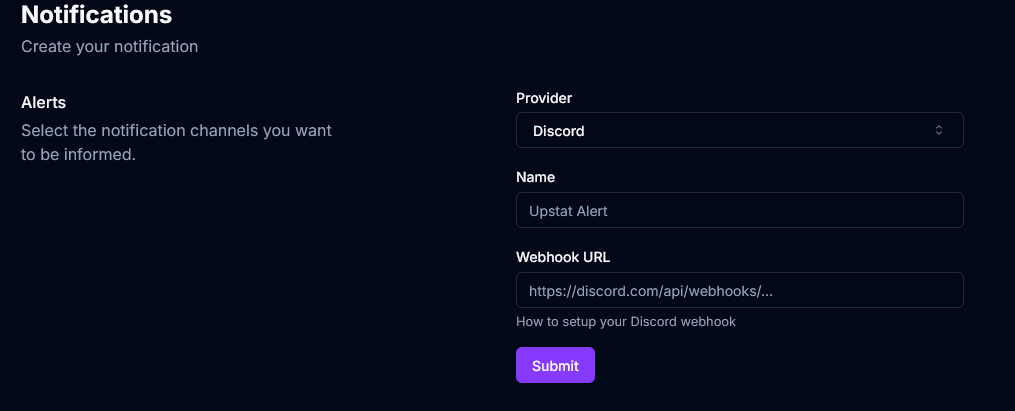 Notifications
Create your notification
Alerts
Select the notification channels you want
to be informed.
Provider
Discord
Name
Upstat Alert
Webhook URL
https://discord.com/api/webhooks/...
How to setup your Discord webhook
Submit